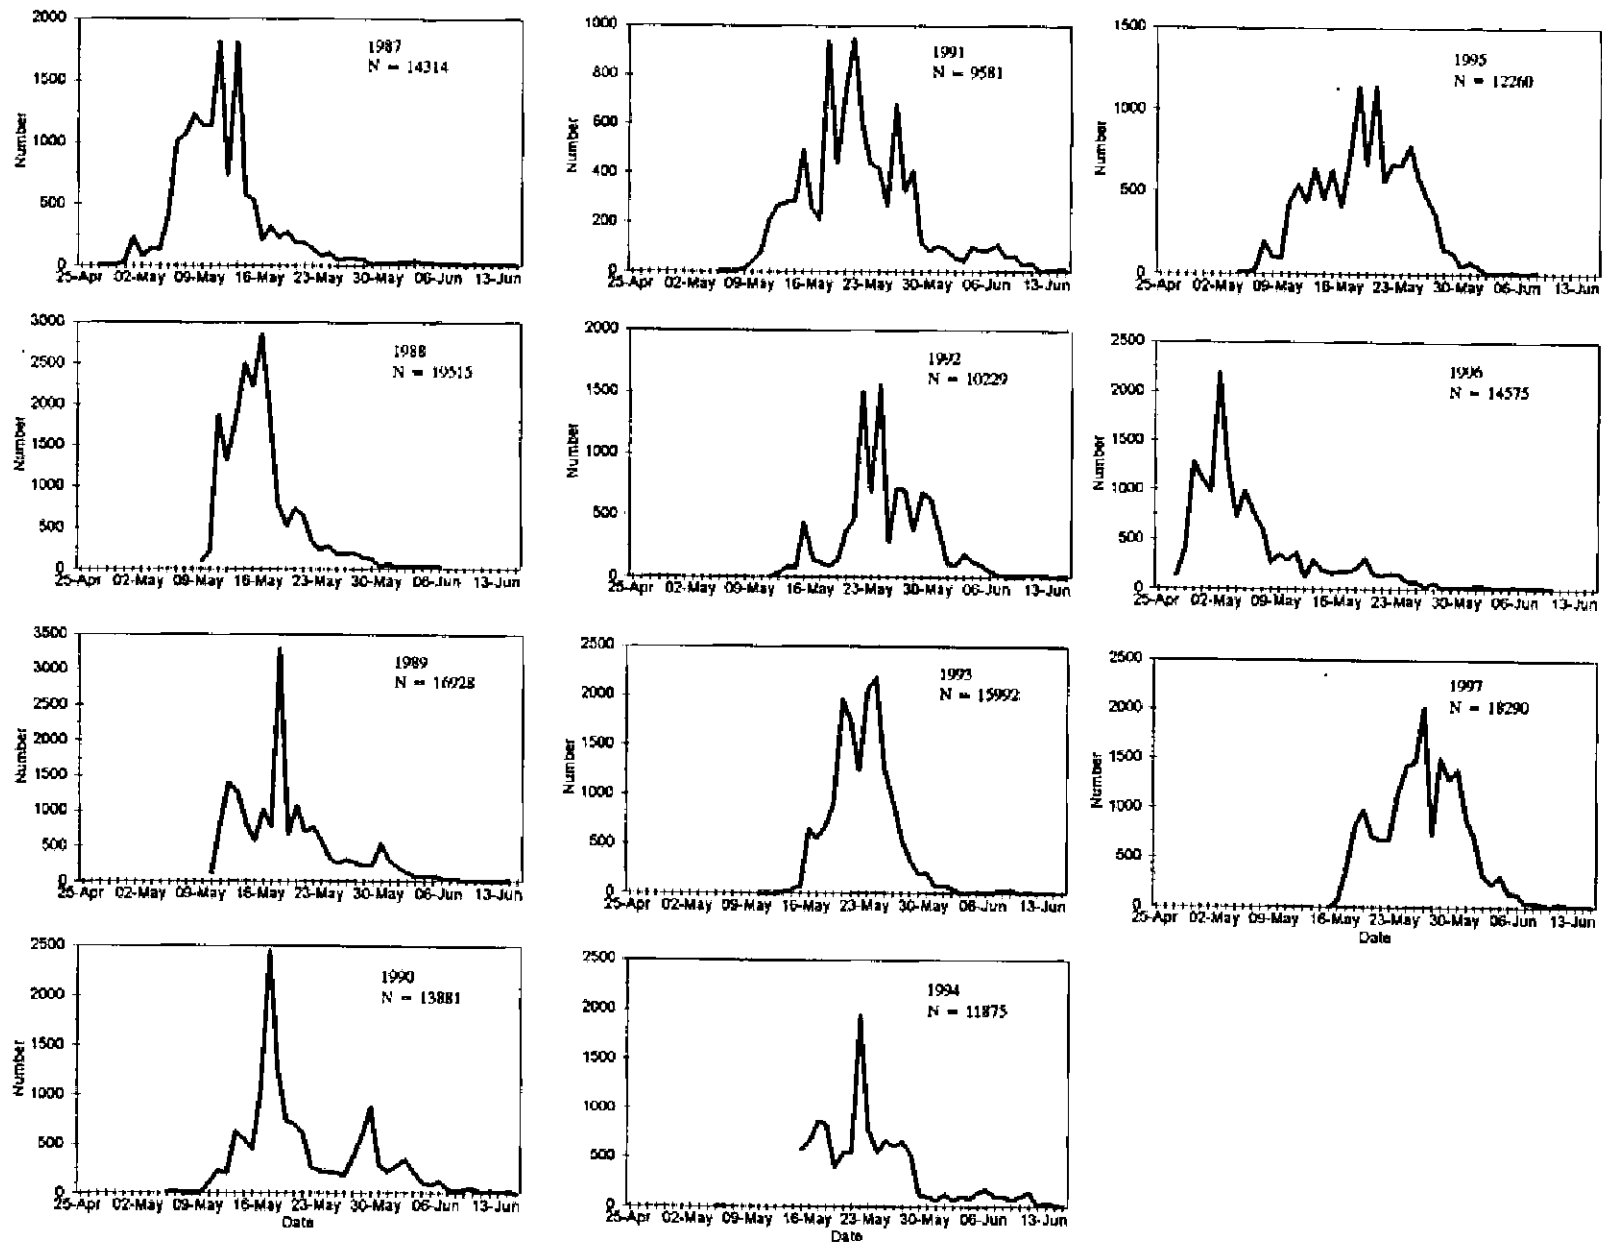 2000
1500
1000
500
0
Number
1987
N = 14314
25-Apr 02-May 09-May 16-May 23-May 30-May 06-Jun 13-Jun
1000
800
600
400
200
0
Number
1991
N = 9581
25-Apr 02-May 09-May 16-May 23-May 30-May 06-Jun 13-Jun
1500
1000
500
0
Number
1995
N = 12260
25-Apr 02-May 09-May 16-May 23-May 30-May 06-Jun 13-Jun
3000
2500
2000
1500
1000
500
0
Number
1988
N = 19515
25-Apr 02-May 09-May 16-May 23-May 30-May 06-Jun 13-Jun
2000
1500
1000
500
0
Number
1992
N = 10229
25-Apr 02-May 09-May 16-May 23-May 30-May 06-Jun 13-Jun
2500
2000
1500
1000
500
0
Number
1996
N = 14575
25-Apr 02-May 09-May 16-May 23-May 30-May 06-Jun 13-Jun
3500
3000
2500
2000
1500
1000
500
0
Number
1989
N = 16928
25-Apr 02-May 09-May 16-May 23-May 30-May 06-Jun 13-Jun
2500
2000
1500
1000
500
0
Number
1993
N = 15992
25-Apr 02-May 09-May 16-May 23-May 30-May 06-Jun 13-Jun
2500
2000
1500
1000
500
0
Number
1997
N = 18290
25-Apr 02-May 09-May 16-May 23-May 30-May 06-Jun 13-Jun
Date
2500
2000
1500
1000
500
0
Number
1990
N = 13881
25-Apr 02-May 09-May 16-May 23-May 30-May 06-Jun 13-Jun
Date
2500
2000
1500
1000
500
0
Number
1994
N = 11875
25-Apr 02-May 09-May 16-May 23-May 30-May 06-Jun 13-Jun
Date